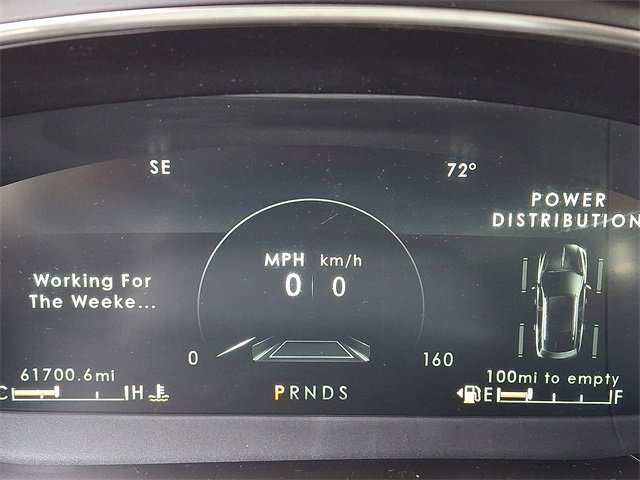 SE
72°
POWER
DISTRIBUTION
MPH km/h
0 0
Working For
The Weeke...
0
160
61700.6mi
100mi to empty
C H
PRNDS
E F